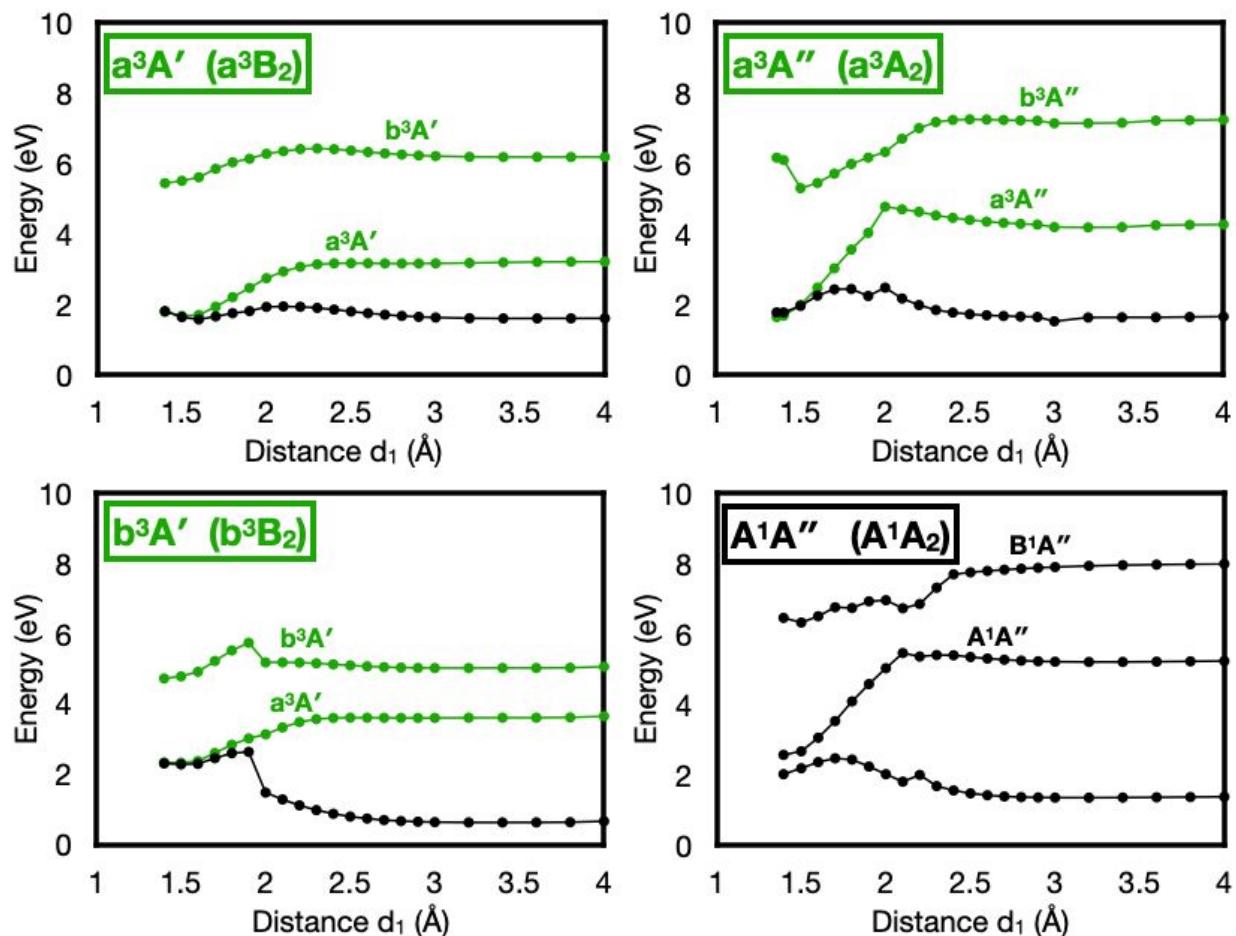 10
8
6
4
2
0
Energy (eV)
a³A′ (a³B₂)
b³A′
a³A′
1 1.5 2 2.5 3 3.5 4
Distance d₁ (Å)
10
8
6
4
2
0
Energy (eV)
a³A″ (a³A₂)
b³A″
a³A″
1 1.5 2 2.5 3 3.5 4
Distance d₁ (Å)
10
8
6
4
2
0
Energy (eV)
b³A′ (b³B₂)
b³A′
a³A′
1 1.5 2 2.5 3 3.5 4
Distance d₁ (Å)
10
8
6
4
2
0
Energy (eV)
A¹A″ (A¹A₂)
B¹A″
A¹A″
1 1.5 2 2.5 3 3.5 4
Distance d₁ (Å)